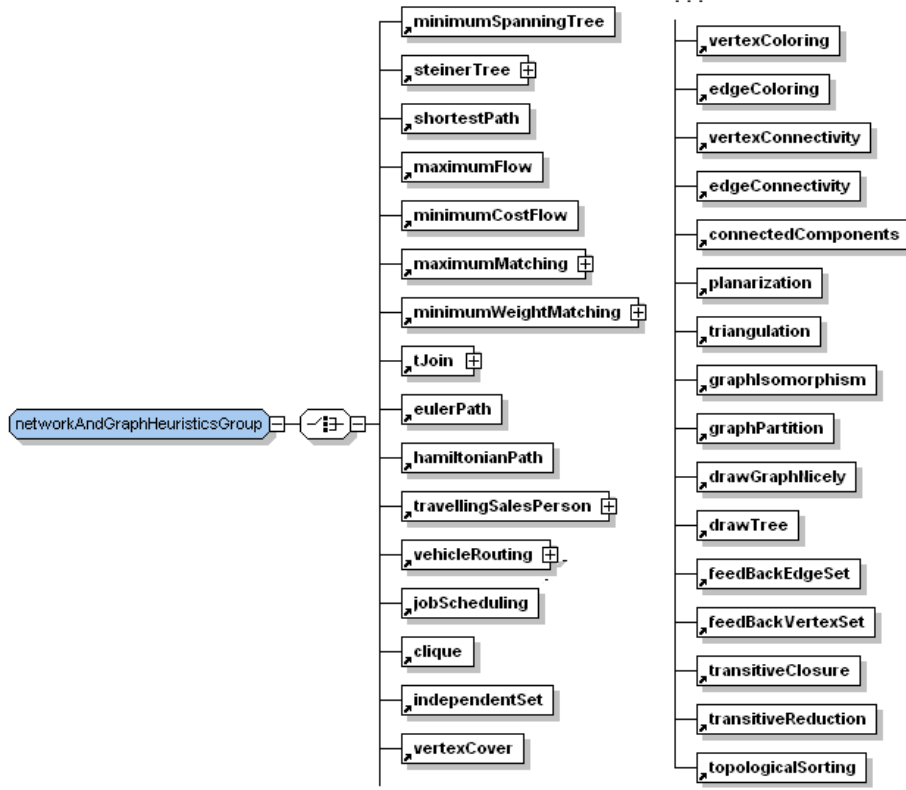 networkAndGraphHeuristicsGroup
minimumSpanningTree
steinerTree
shortestPath
maximumFlow
minimumCostFlow
maximumMatching
minimumWeightMatching
tJoin
eulerPath
hamiltonianPath
travellingSalesPerson
vehicleRouting
jobScheduling
clique
independentSet
vertexCover
...
vertexColoring
edgeColoring
vertexConnectivity
edgeConnectivity
connectedComponents
planarization
triangulation
graphIsomorphism
graphPartition
drawGraphNicely
drawTree
feedBackEdgeSet
feedBackVertexSet
transitiveClosure
transitiveReduction
topologicalSorting